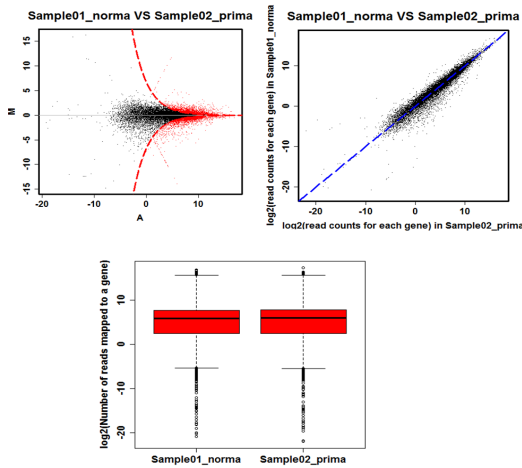 Sample01_norma VS Sample02_prima
15
10
5
0
-5
-10
-15
M
-20
-10
0
10
A
Sample01_norma VS Sample02_prima
10
0
-10
-20
log2(read counts for each gene) in Sample01_norma
-20
-10
0
10
log2(read counts for each gene) in Sample02_prima
10
0
-10
-20
log2(Number of reads mapped to a gene)
Sample01_norma
Sample02_prima